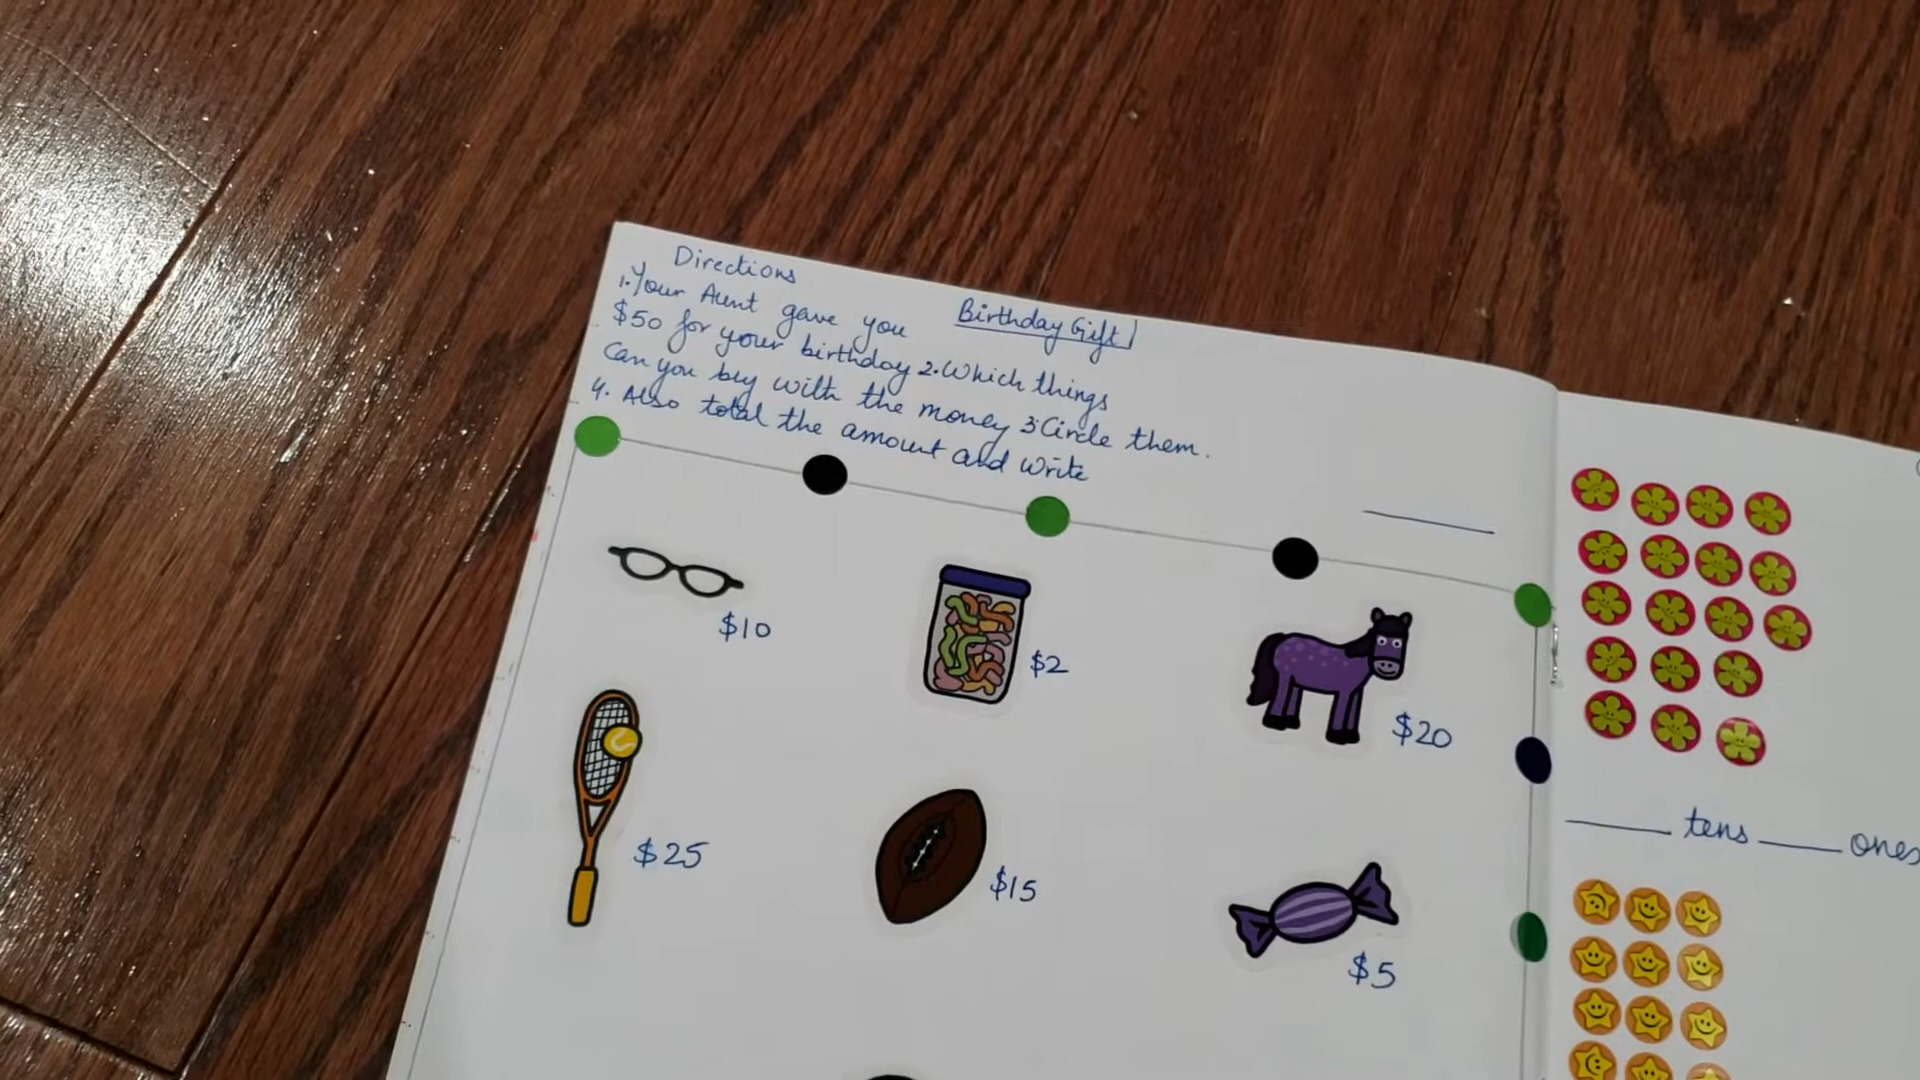 Directions
Birthday Gift
1. Your Aunt gave you
$50 for your birthday 2. Which things
Can you buy with the money 3. Circle them.
4. Also total the amount and write
$10
$2
$20
$25
$15
$5
tens ones